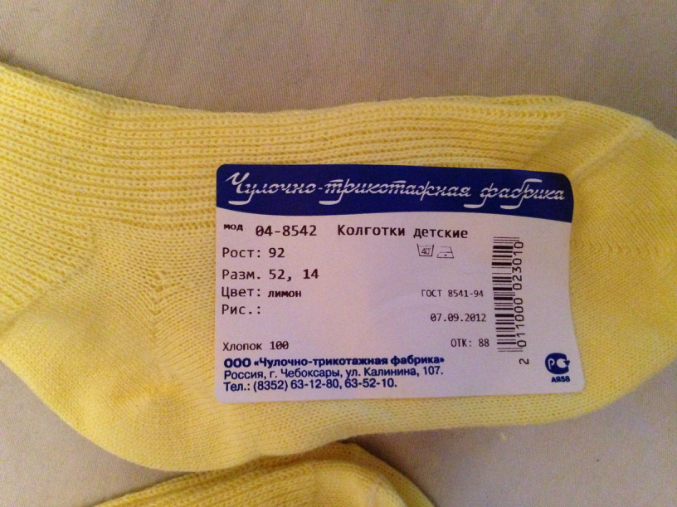 Чулочно-трикотажная фабрика
мод 04-8542 Колготки детские
Рост: 92
40
Разм. 52, 14
Цвет: лимон
ГОСТ 8541-94
Рис.:
07.09.2012
Хлопок 100
ОТК: 88
ООО «Чулочно-трикотажная фабрика»
Россия, г. Чебоксары, ул. Калинина, 107.
Тел.: (8352) 63-12-80, 63-52-10.
2 011000 023010
АЯ56